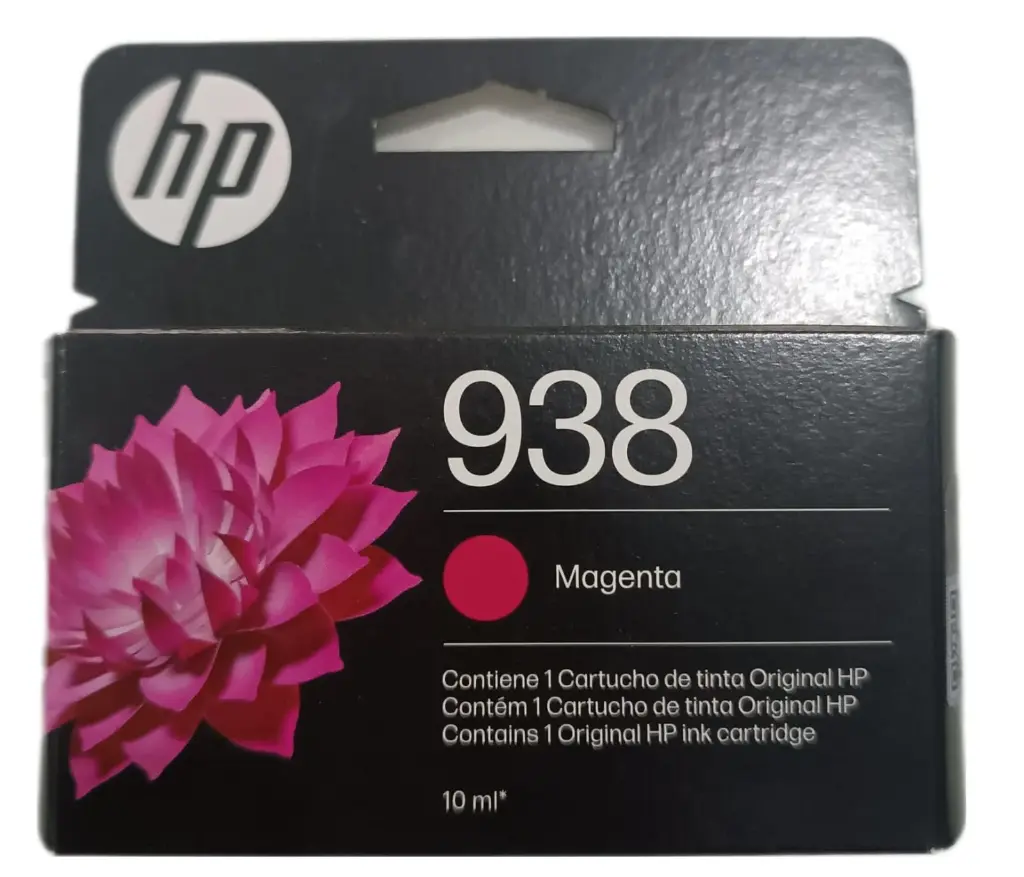 hp
938
Magenta
Contiene 1 Cartucho de tinta Original HP
Contém 1 Cartucho de tinta Original HP
Contains 1 Original HP ink cartridge
10 ml*